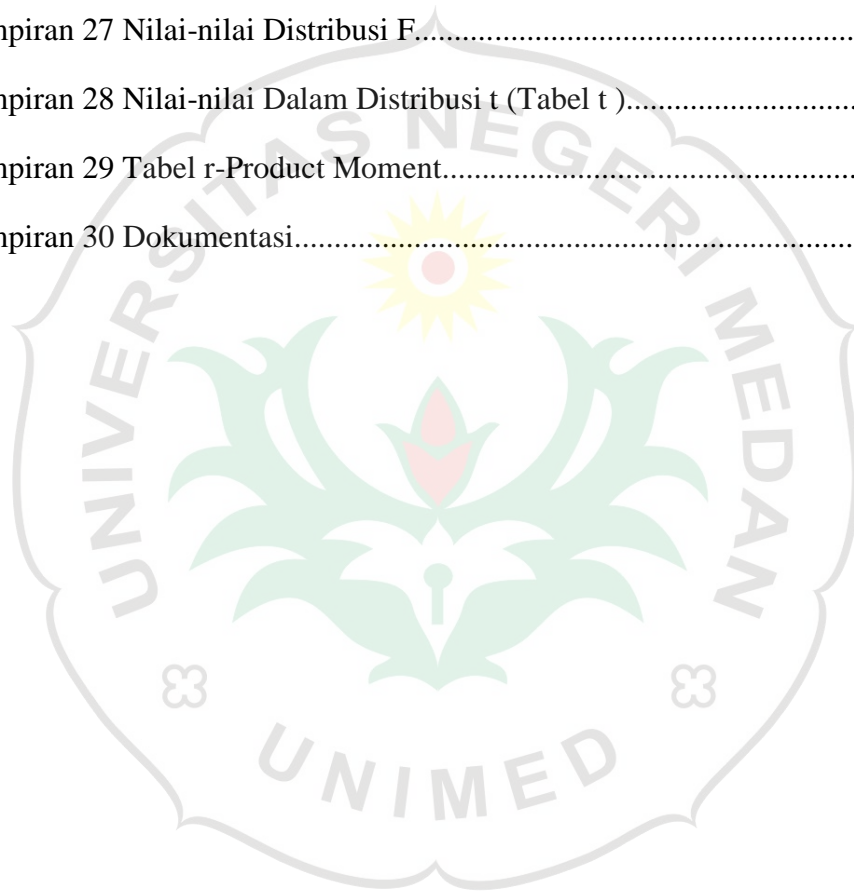 npiran 27 Nilai-nilai Distribusi F.......................................................
npiran 28 Nilai-nilai Dalam Distribusi t (Tabel t ).............................
npiran 29 Tabel r-Product Moment....................................................
npiran 30 Dokumentasi......................................................................
UNIVERSITAS NEGERI MEDAN
UNIMED